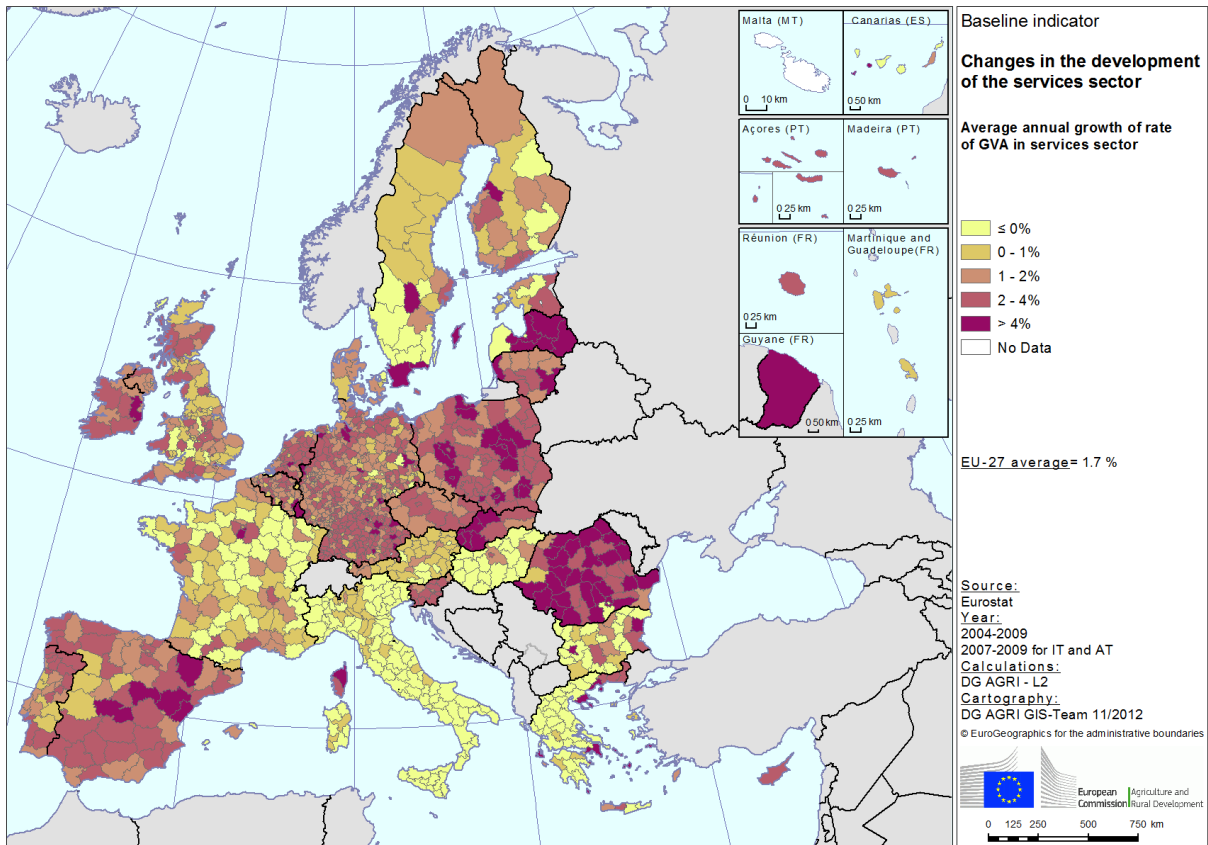 Malta (MT)
0 10 km
Canarias (ES)
0 50 km
Açores (PT)
0 25 km
Madeira (PT)
0 25 km
Réunion (FR)
0 25 km
Martinique and
Guadeloupe(FR)
0 25 km
Guyane (FR)
0 50 km
Baseline indicator
Changes in the development
of the services sector
Average annual growth of rate
of GVA in services sector
≤ 0%
0 - 1%
1 - 2%
2 - 4%
> 4%
No Data
EU-27 average= 1.7 %
Source:
Eurostat
Year:
2004-2009
2007-2009 for IT and AT
Calculations:
DG AGRI - L2
Cartography:
DG AGRI GIS-Team 11/2012
© EuroGeographics for the administrative boundaries
European
Commission
Agriculture and
Rural Development
0 125 250 500 750 km